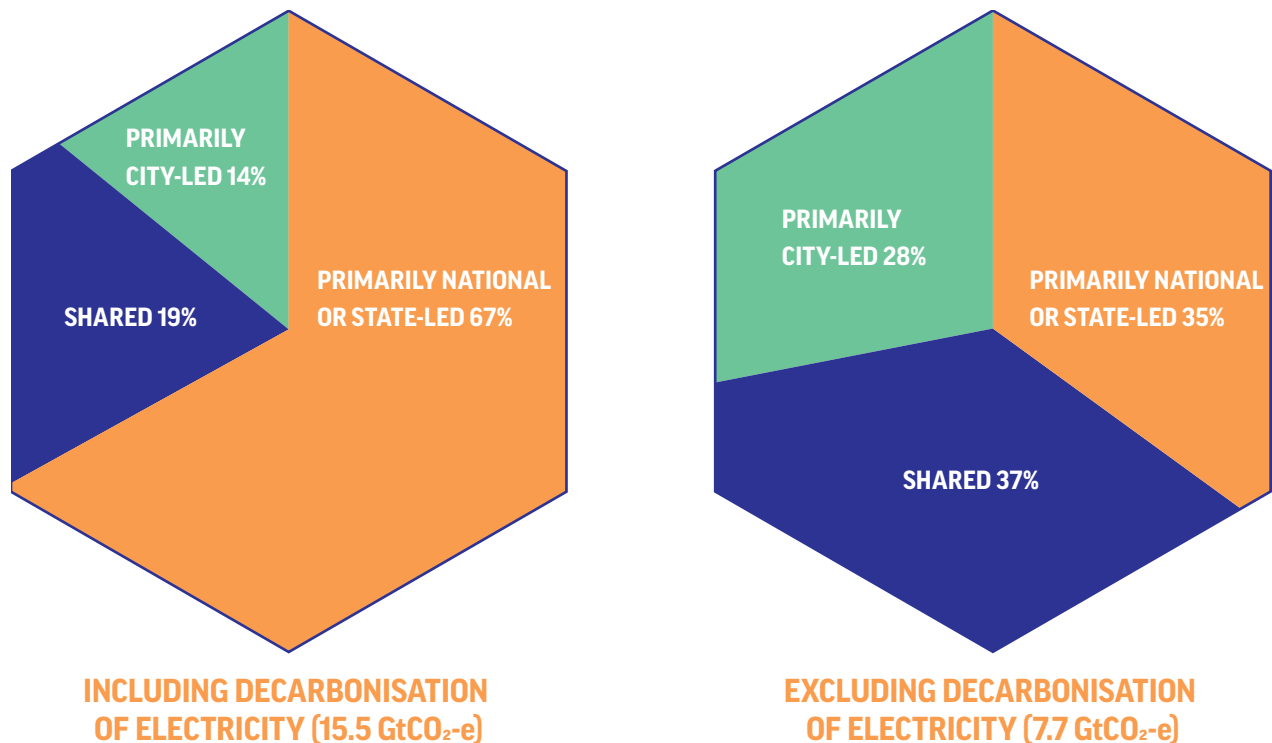 PRIMARILY
CITY-LED 14%
SHARED 19%
PRIMARILY NATIONAL
OR STATE-LED 67%
INCLUDING DECARBONISATION
OF ELECTRICITY (15.5 GtCO₂-e)
PRIMARILY
CITY-LED 28%
PRIMARILY NATIONAL
OR STATE-LED 35%
SHARED 37%
EXCLUDING DECARBONISATION
OF ELECTRICITY (7.7 GtCO₂-e)